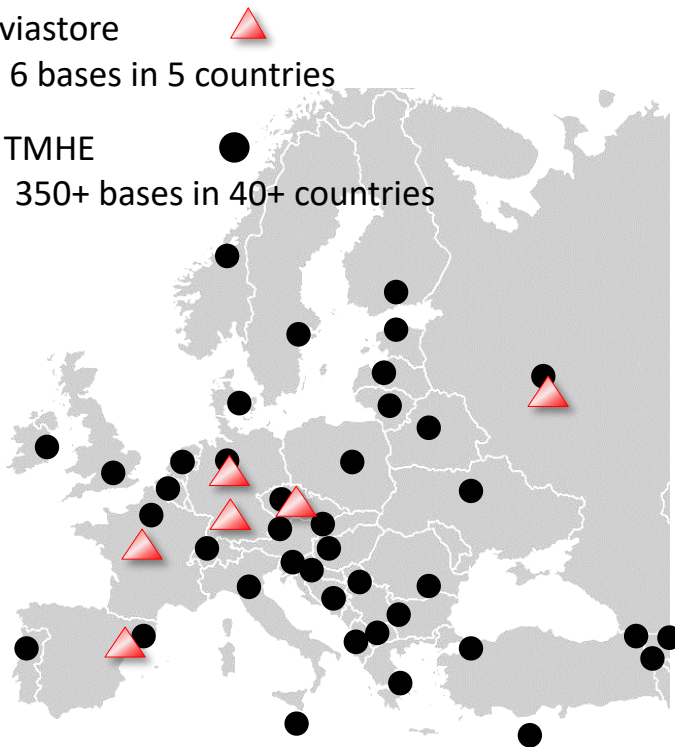 viastore
6 bases in 5 countries
TMHE
350+ bases in 40+ countries